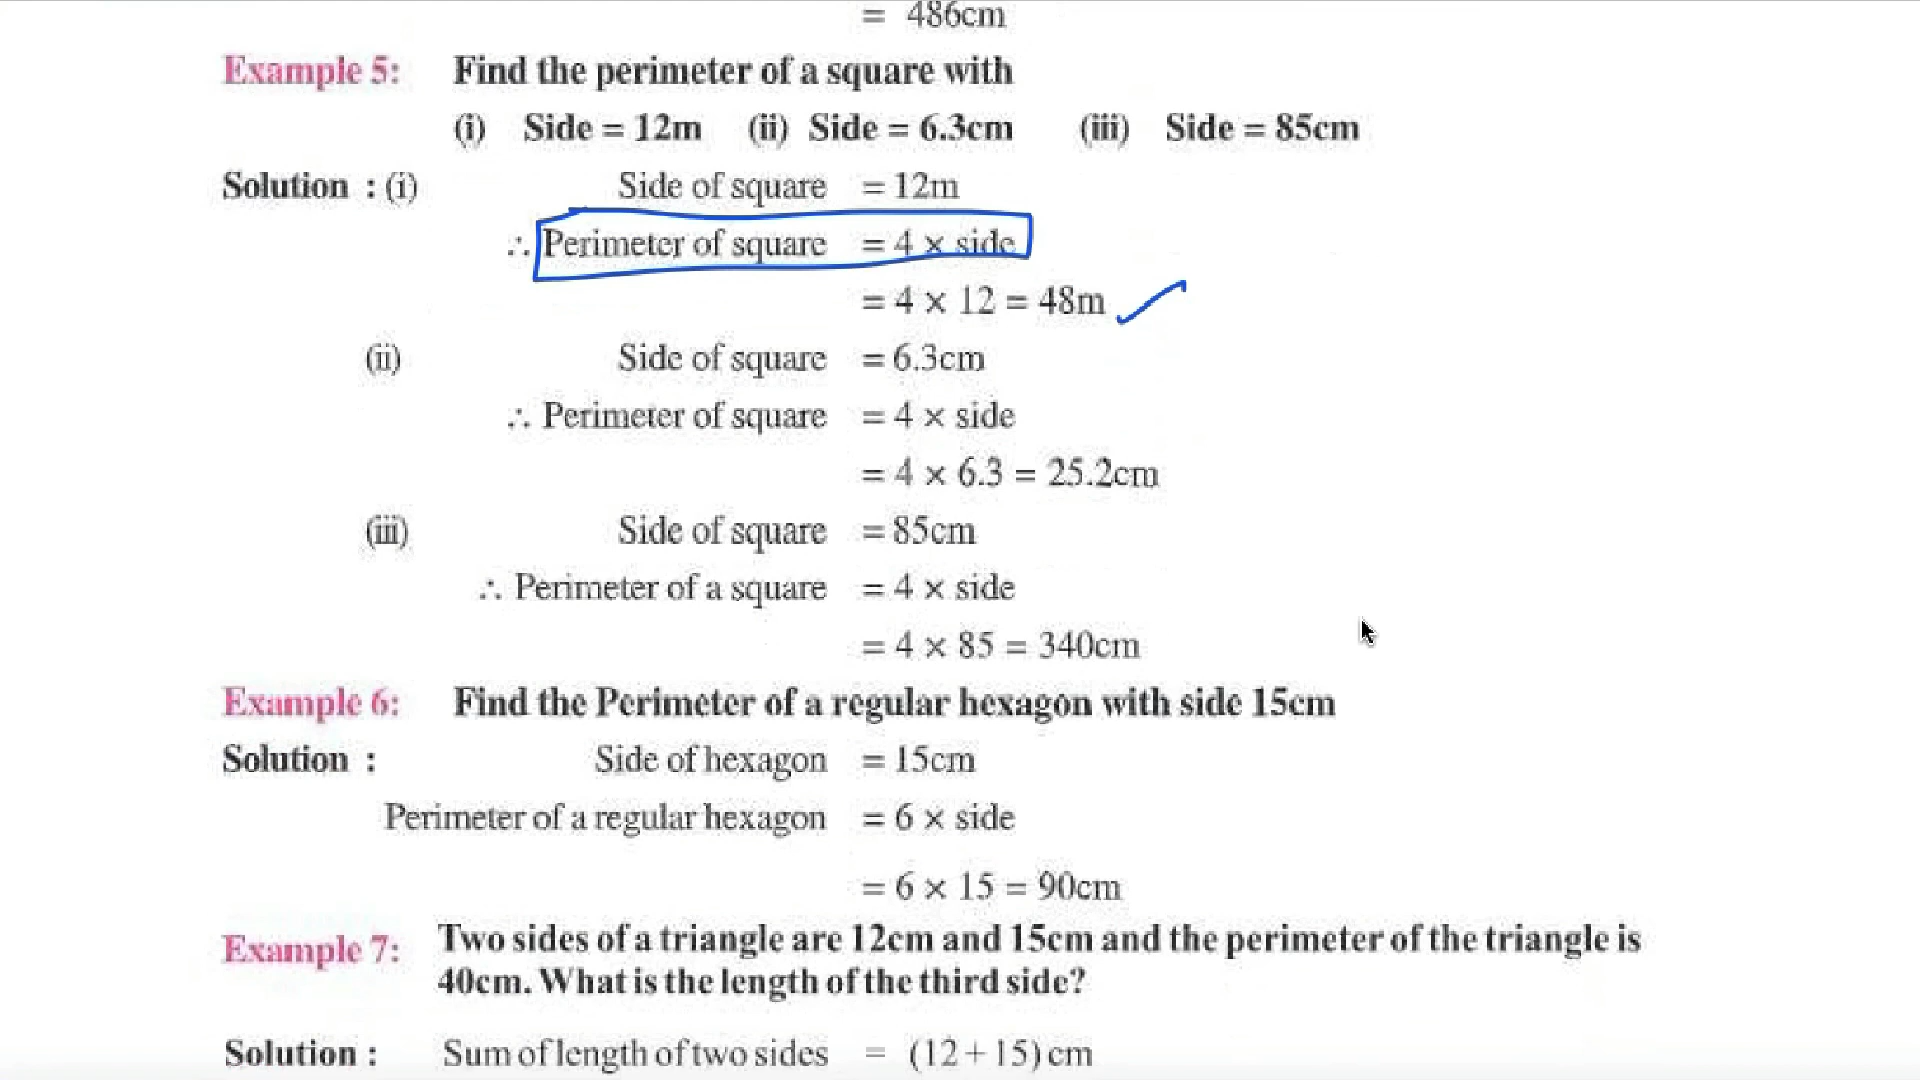 = 486cm
Example 5: Find the perimeter of a square with
(i) Side = 12m (ii) Side = 6.3cm (iii) Side = 85cm
Solution : (i) Side of square = 12m
∴ Perimeter of square = 4 × side
= 4 × 12 = 48m
(ii) Side of square = 6.3cm
∴ Perimeter of square = 4 × side
= 4 × 6.3 = 25.2cm
(iii) Side of square = 85cm
∴ Perimeter of a square = 4 × side
= 4 × 85 = 340cm
Example 6: Find the Perimeter of a regular hexagon with side 15cm
Solution : Side of hexagon = 15cm
Perimeter of a regular hexagon = 6 × side
= 6 × 15 = 90cm
Example 7: Two sides of a triangle are 12cm and 15cm and the perimeter of the triangle is
40cm. What is the length of the third side?
Solution : Sum of length of two sides = (12+15) cm